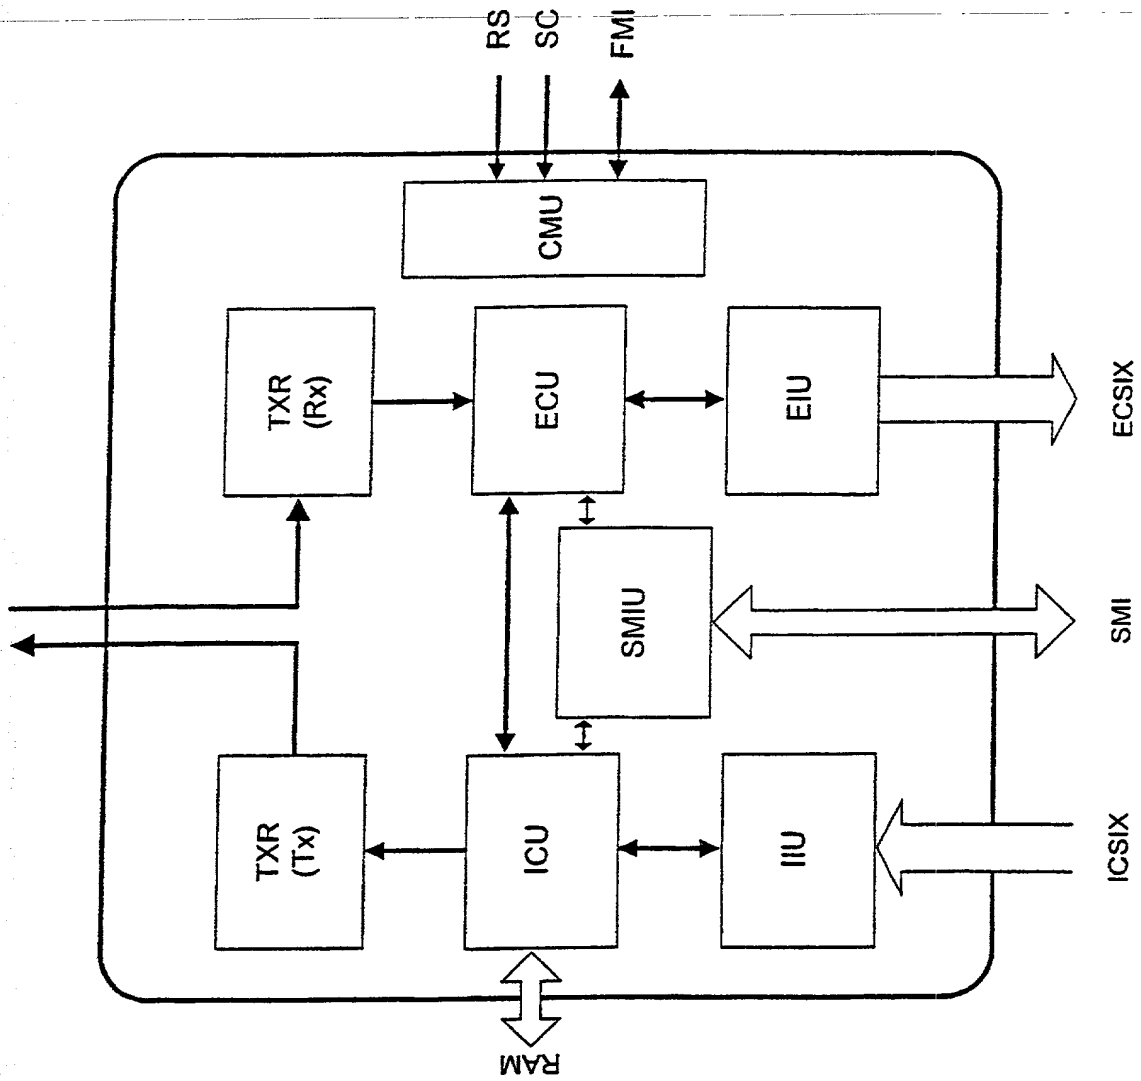 RS
SC
FMI
CMU
TXR
(Rx)
ECU
EIU
ECSIX
SMIU
SMI
TXR
(Tx)
ICU
IIU
ICSIX
RAM